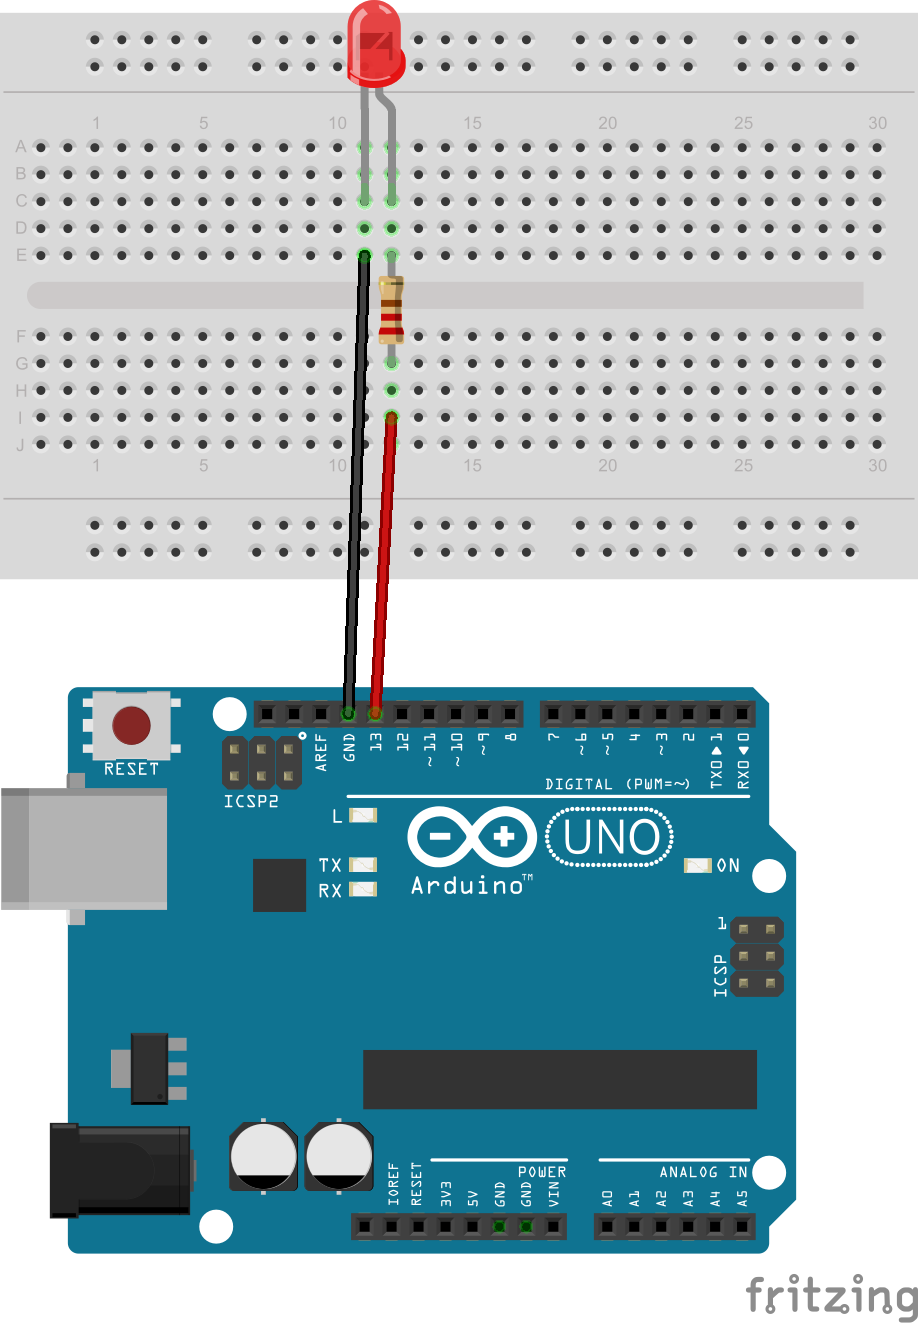 1 5 10 15 20 25 30
A
B
C
D
E
F
G
H
I
J
1 5 10 15 20 25 30
RESET
ICSP2
AREF GND 13 12 ~11 ~10 ~9 8 7 ~6 ~5 4 ~3 2 TX0▶1 RX0◀0
DIGITAL (PWM=~)
L
TX
RX
UNO
Arduino™
ON
1
ICSP
POWER
ANALOG IN
IOREF RESET 3V3 5V GND GND VIN A0 A1 A2 A3 A4 A5
fritzing